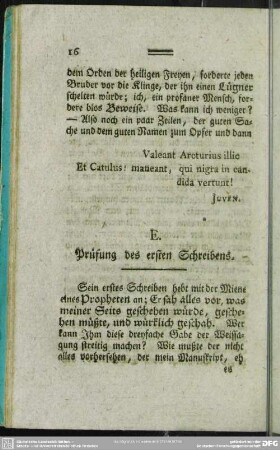 16
dem Orden der heiligen Freyen, forderte jeden
Bruder vor die Klinge, der ihn einen Lügner
schelten würde; ich, ein profaner Mensch, for-
dere blos Beweise. Was kann ich weniger?
— Also noch ein paar Zeilen, der guten Sa-
che und dem guten Namen zum Opfer und dann
Valeant Arcturius illic
Et Catulus: maneant, qui nigra in can-
dida vertunt!
JUVEN.
E.
Prüfung des ersten Schreibens.
Sein erstes Schreiben hebt mit der Miene
eines Propheten an; Er sah alles vor, was
meiner Seits geschehen würde, gesche-
hen müßte, und würklich geschah. Wer
kann Ihm diese dreyfache Gabe der Weissa-
gung streitig machen? Wie mußte der nicht
alles vorhersehen, der mein Manuskript, eh
es